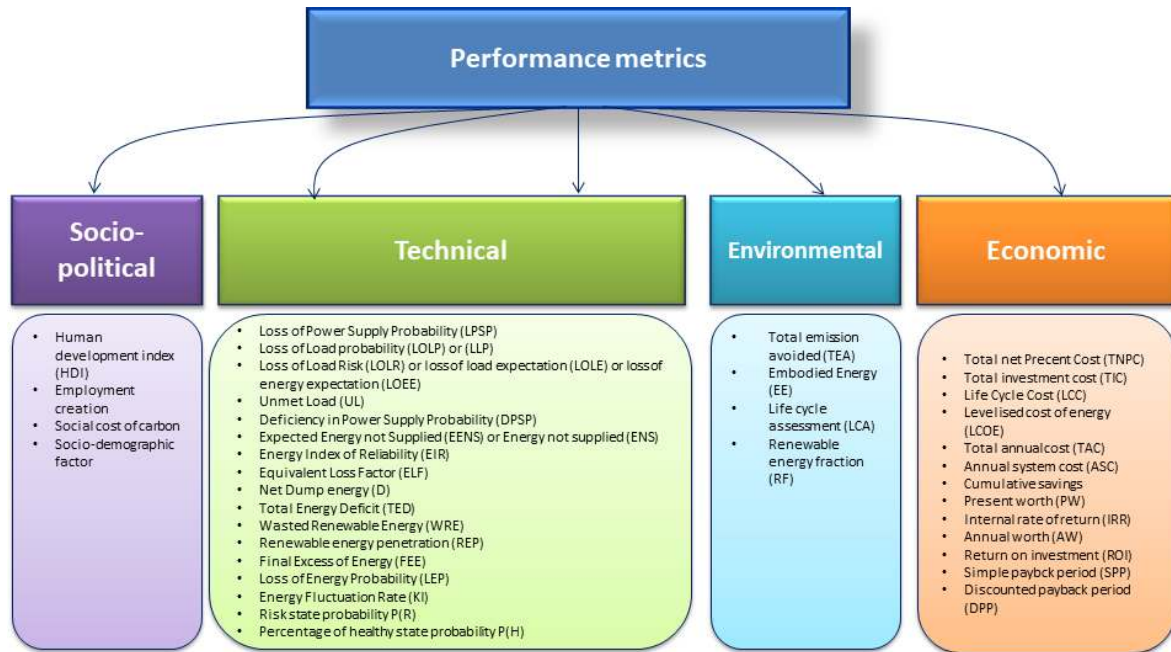 Performance metrics
Socio-
political
Technical
Environmental
Economic
• Human
development index
(HDI)
• Employment
creation
• Social cost of carbon
• Socio-demographic
factor
• Loss of Power Supply Probability (LPSP)
• Loss of Load probability (LOLP) or (LLP)
• Loss of Load Risk (LOLR) or loss of load expectation (LOLE) or loss of
energy expectation (LOEE)
• Unmet Load (UL)
• Deficiency in Power Supply Probability (DPSP)
• Expected Energy not Supplied (EENS) or Energy not supplied (ENS)
• Energy Index of Reliability (EIR)
• Equivalent Loss Factor (ELF)
• Net Dump energy (D)
• Total Energy Deficit (TED)
• Wasted Renewable Energy (WRE)
• Renewable energy penetration (REP)
• Final Excess of Energy (FEE)
• Loss of Energy Probability (LEP)
• Energy Fluctuation Rate (KI)
• Risk state probability P(R)
• Percentage of healthy state probability P(H)
• Total emission
avoided (TEA)
• Embodied Energy
(EE)
• Life cycle
assessment (LCA)
• Renewable
energy fraction
(RF)
• Total net Precent Cost (TNPC)
• Total investment cost (TIC)
• Life Cycle Cost (LCC)
• Levelised cost of energy
(LCOE)
• Total annual cost (TAC)
• Annual system cost (ASC)
• Cumulative savings
• Present worth (PW)
• Internal rate of return (IRR)
• Annual worth (AW)
• Return on investment (ROI)
• Simple paybck period (SPP)
• Discounted payback period
(DPP)